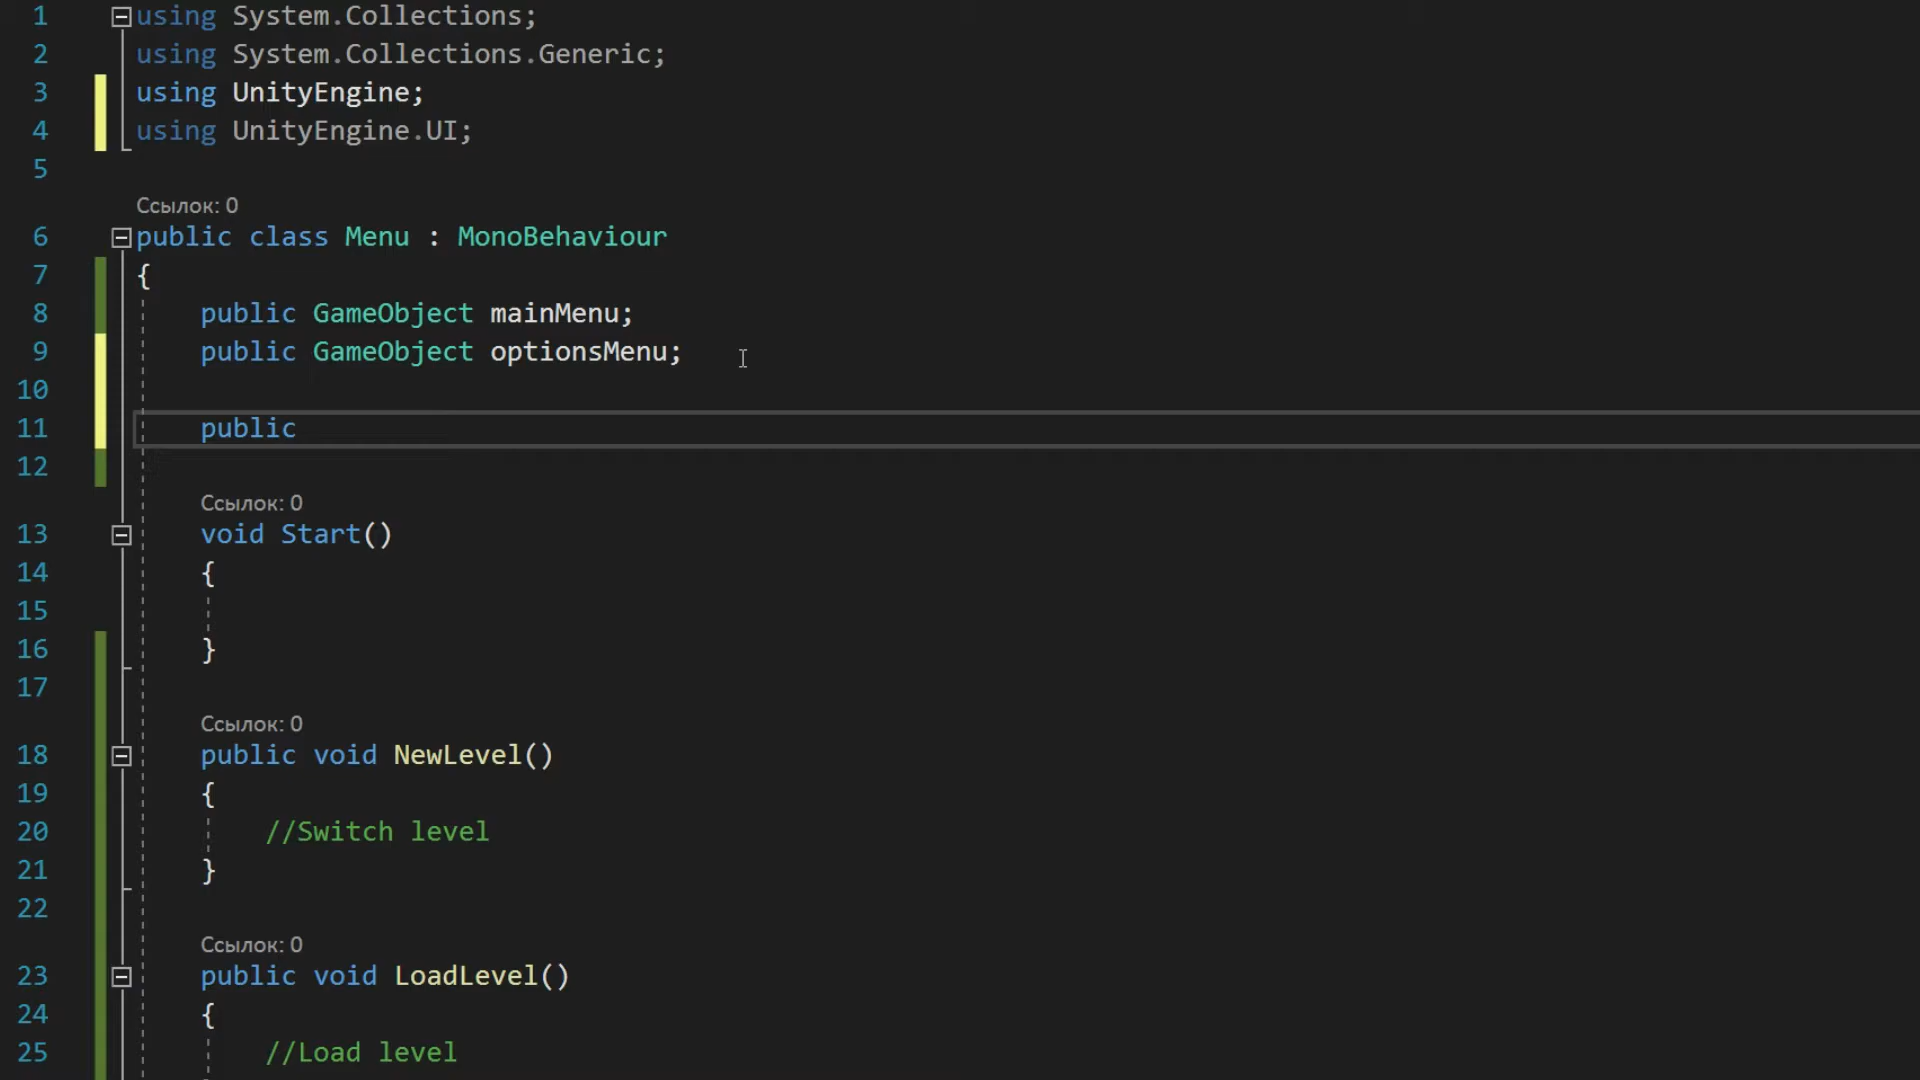 1 using System.Collections;
2 using System.Collections.Generic;
3 using UnityEngine;
4 using UnityEngine.UI;
5
Ссылок: 0
6 public class Menu : MonoBehaviour
7 {
8 public GameObject mainMenu;
9 public GameObject optionsMenu;
10
11 public
12
Ссылок: 0
13 void Start()
14 {
15
16 }
17
Ссылок: 0
18 public void NewLevel()
19 {
20 //Switch level
21 }
22
Ссылок: 0
23 public void LoadLevel()
24 {
25 //Load level